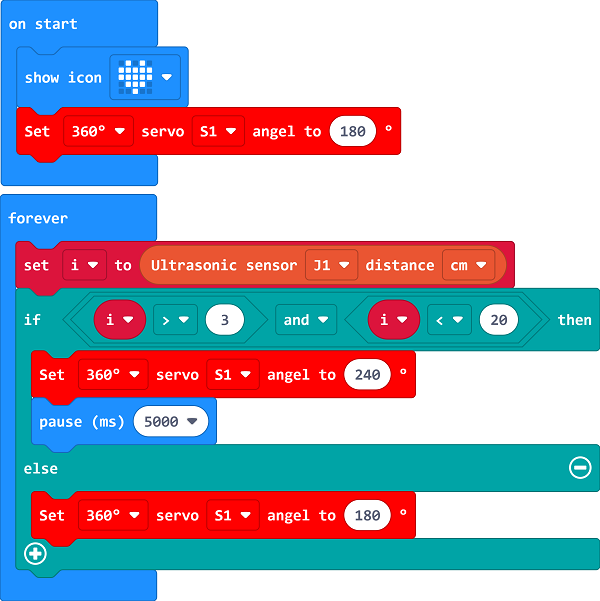 on start
show icon
Set 360° servo S1 angel to 180 °
forever
set i to Ultrasonic sensor J1 distance cm
if i > 3 and i < 20 then
Set 360° servo S1 angel to 240 °
pause (ms) 5000
else
Set 360° servo S1 angel to 180 °